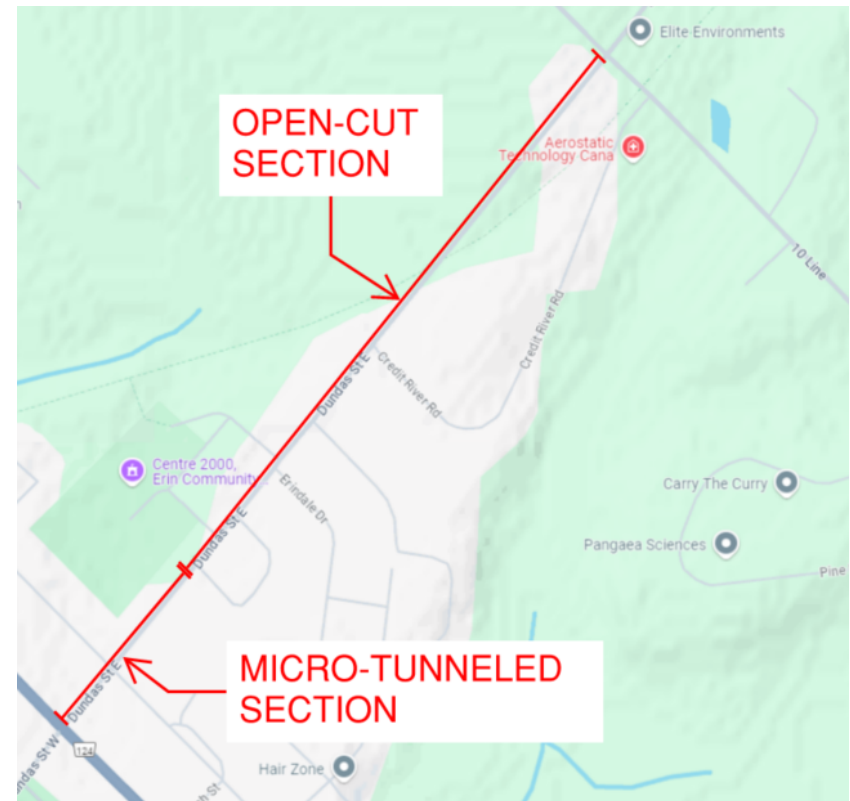 Elite Environments
OPEN-CUT
SECTION
Aerostatic
Technology Cana
10 Line
Credit River Rd
Credit River Rd
Dundas St E
Centre 2000,
Erin Community...
Erindale Dr
Carry The Curry
Dundas St E
Pangaea Sciences
Pine
MICRO-TUNNELED
SECTION
Dundas St E
124
Hair Zone